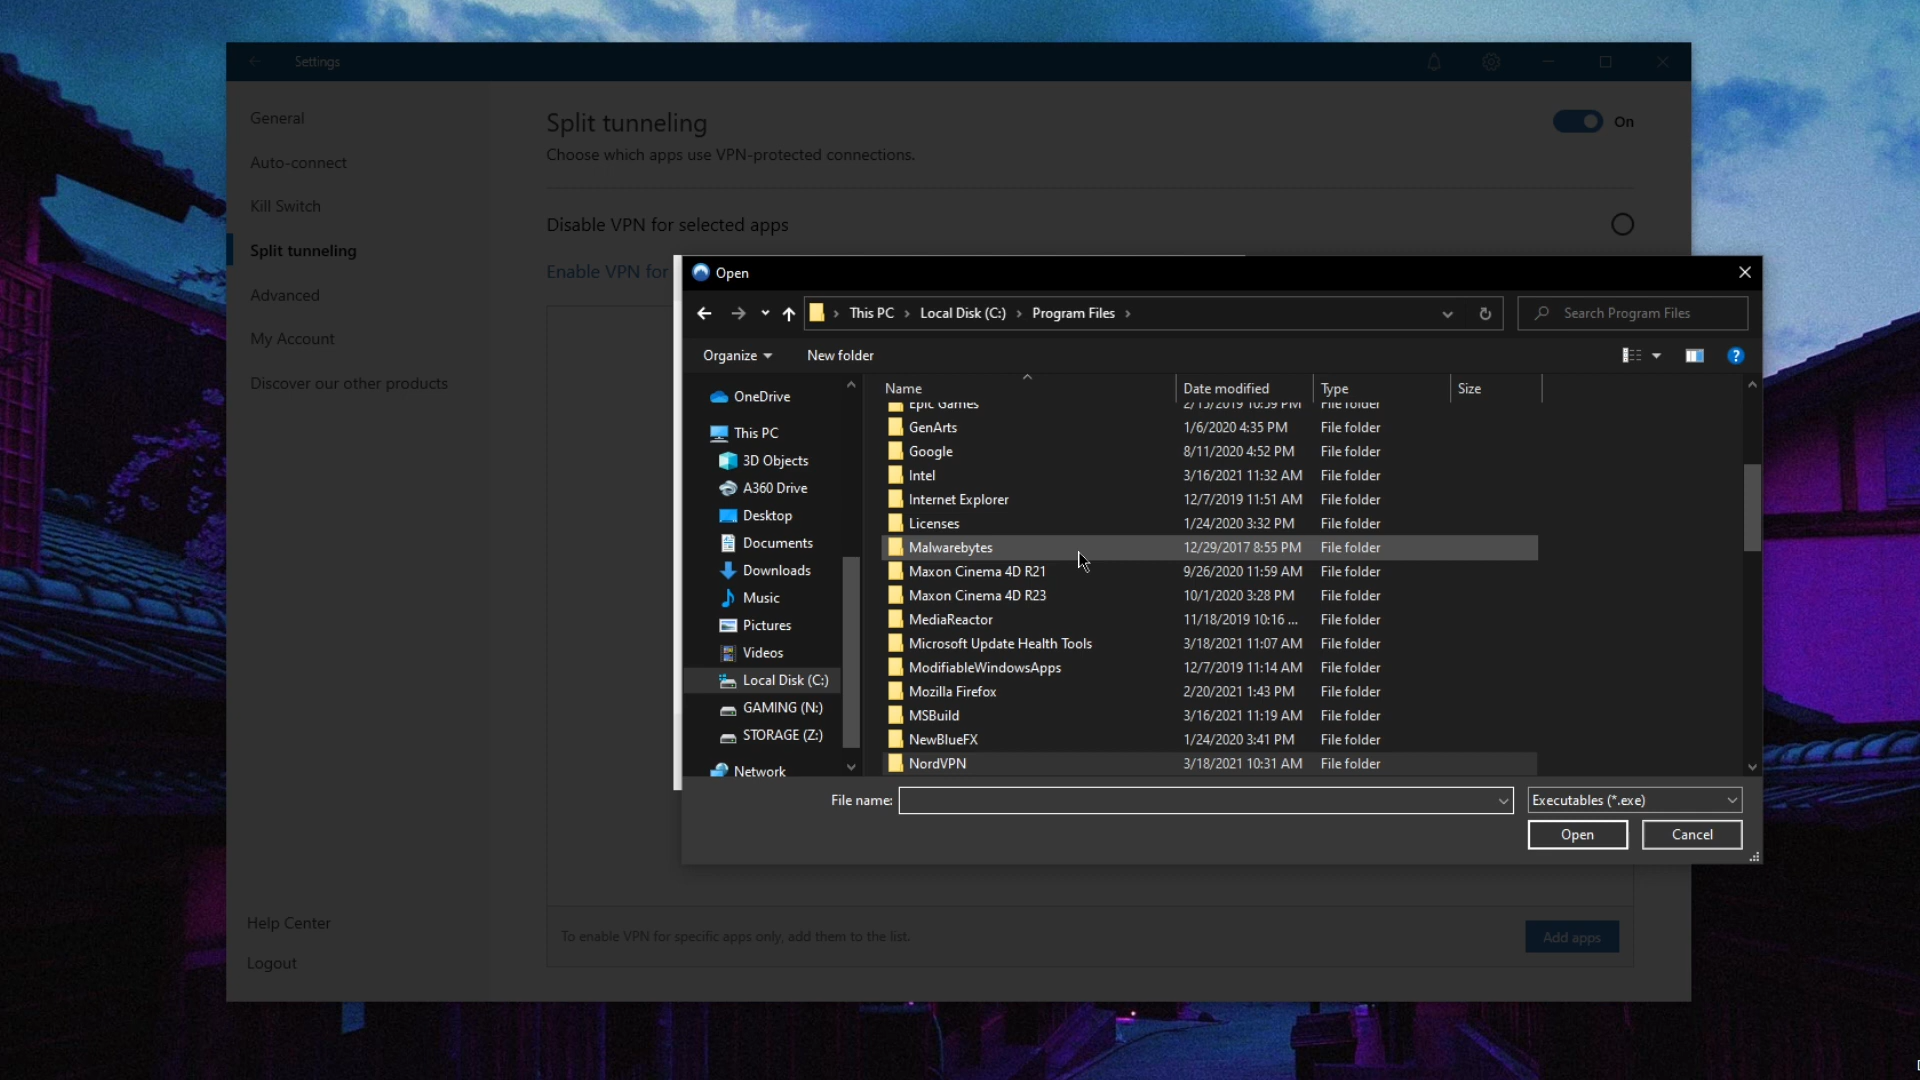 Settings
General
Auto-connect
Kill Switch
Split tunneling
Advanced
My Account
Discover our other products
Help Center
Logout
Split tunneling
On
Choose which apps use VPN-protected connections.
Disable VPN for selected apps
Enable VPN for
To enable VPN for specific apps only, add them to the list.
Add apps
Open
This PC › Local Disk (C:) › Program Files ›
Search Program Files
Organize
New folder
OneDrive
This PC
3D Objects
A360 Drive
Desktop
Documents
Downloads
Music
Pictures
Videos
Local Disk (C:)
GAMING (N:)
STORAGE (Z:)
Network
Name Date modified Type Size
Epic Games 2/15/2019 10:59 PM File folder
GenArts 1/6/2020 4:35 PM File folder
Google 8/11/2020 4:52 PM File folder
Intel 3/16/2021 11:32 AM File folder
Internet Explorer 12/7/2019 11:51 AM File folder
Licenses 1/24/2020 3:32 PM File folder
Malwarebytes 12/29/2017 8:55 PM File folder
Maxon Cinema 4D R21 9/26/2020 11:59 AM File folder
Maxon Cinema 4D R23 10/1/2020 3:28 PM File folder
MediaReactor 11/18/2019 10:16 ... File folder
Microsoft Update Health Tools 3/18/2021 11:07 AM File folder
ModifiableWindowsApps 12/7/2019 11:14 AM File folder
Mozilla Firefox 2/20/2021 1:43 PM File folder
MSBuild 3/16/2021 11:19 AM File folder
NewBlueFX 1/24/2020 3:41 PM File folder
NordVPN 3/18/2021 10:31 AM File folder
File name:
Executables (*.exe)
Open
Cancel